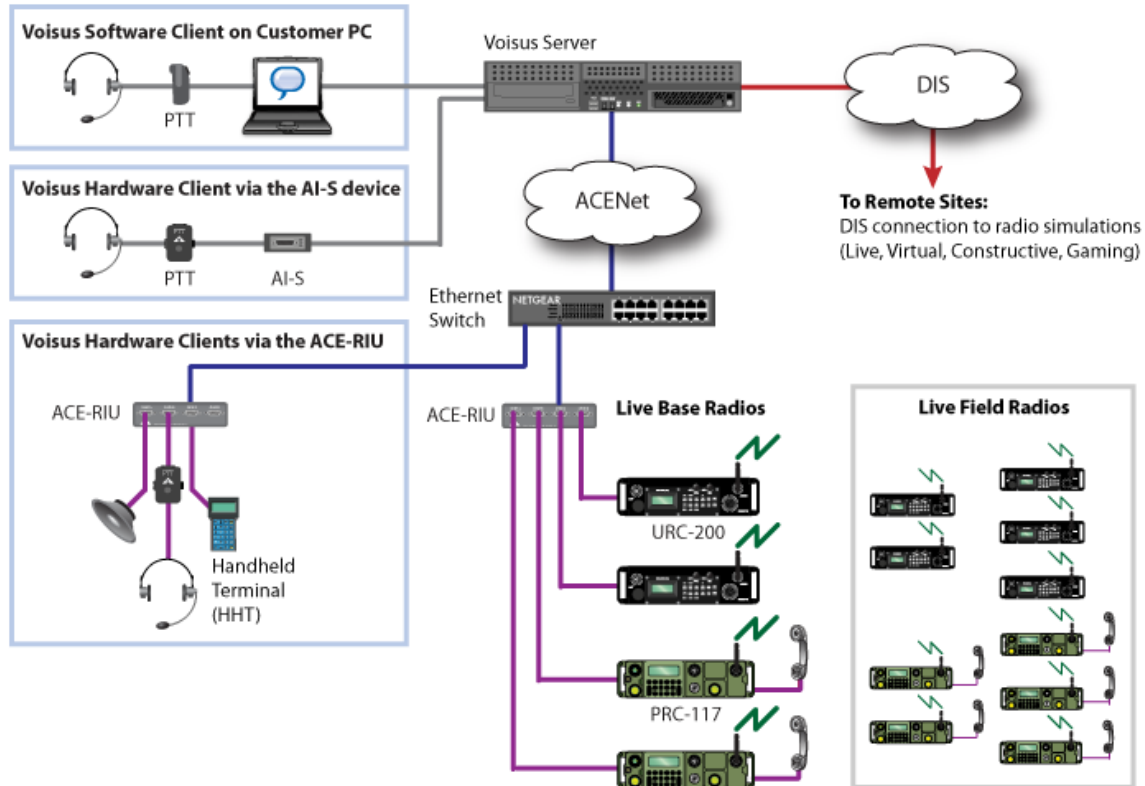 Voisus Software Client on Customer PC
PTT
Voisus Server
DIS
Voisus Hardware Client via the AI-S device
PTT
AI-S
ACENet
To Remote Sites:
DIS connection to radio simulations
(Live, Virtual, Constructive, Gaming)
Ethernet
Switch
NETGEAR
Voisus Hardware Clients via the ACE-RIU
ACE-RIU
PTT
Handheld
Terminal
(HHT)
ACE-RIU
Live Base Radios
URC-200
PRC-117
Live Field Radios